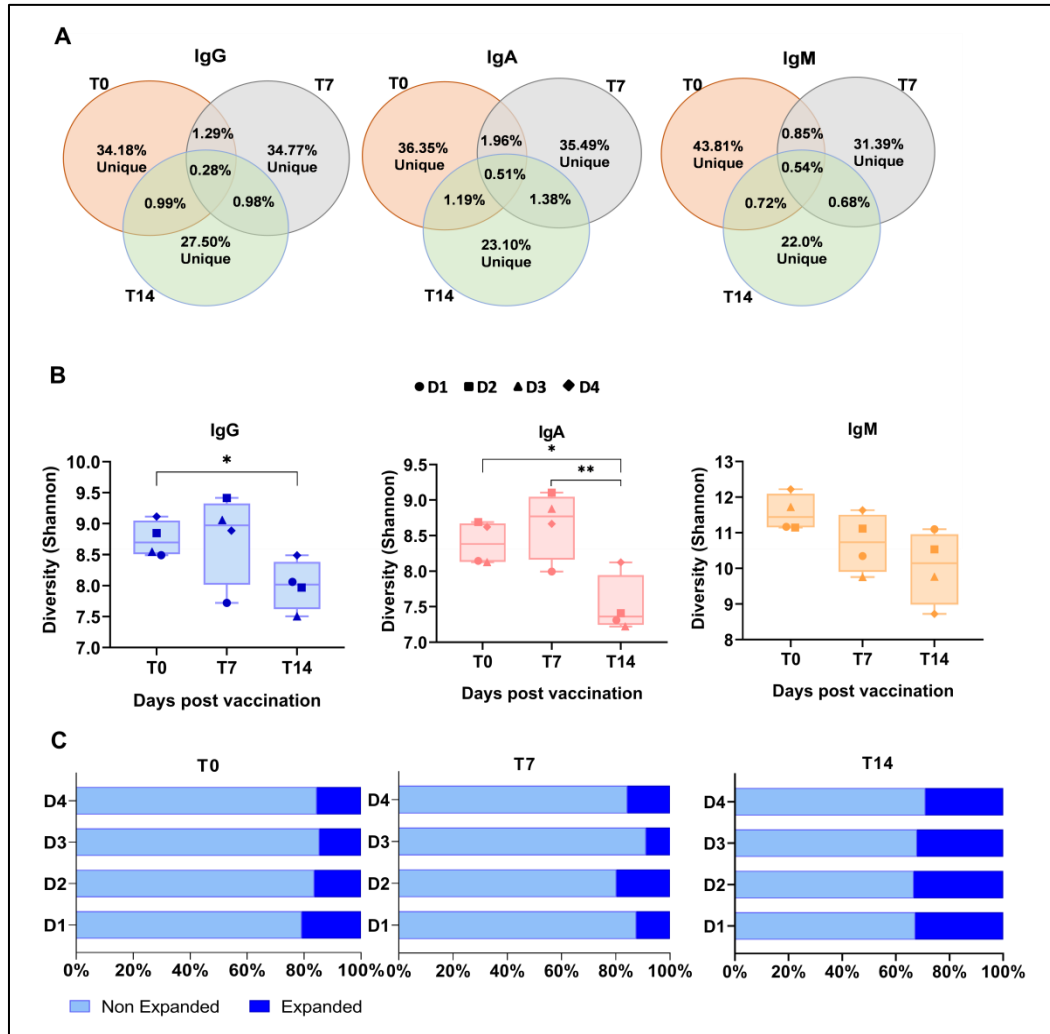 A
IgG
IgA
IgM
T0
T7
T0
T7
T0
T7
34.18%
Unique
1.29%
34.77%
Unique
0.28%
0.99%
0.98%
27.50%
Unique
T14
36.35%
Unique
1.96%
35.49%
Unique
0.51%
1.19%
1.38%
23.10%
Unique
T14
43.81%
Unique
0.85%
31.39%
Unique
0.54%
0.72%
0.68%
22.0%
Unique
T14
B
D1 D2 D3 D4
IgG
Diversity (Shannon)
10.0
9.5
9.0
8.5
8.0
7.5
7.0
*
T0 T7 T14
Days post vaccination
IgA
Diversity (Shannon)
9.5
9.0
8.5
8.0
7.5
7.0
*
**
T0 T7 T14
Days post vaccination
IgM
Diversity (Shannon)
13
12
11
10
9
8
T0 T7 T14
Days post vaccination
C
T0
D4
D3
D2
D1
0% 20% 40% 60% 80% 100%
T7
D4
D3
D2
D1
0% 20% 40% 60% 80% 100%
T14
D4
D3
D2
D1
0% 20% 40% 60% 80% 100%
Non Expanded Expanded